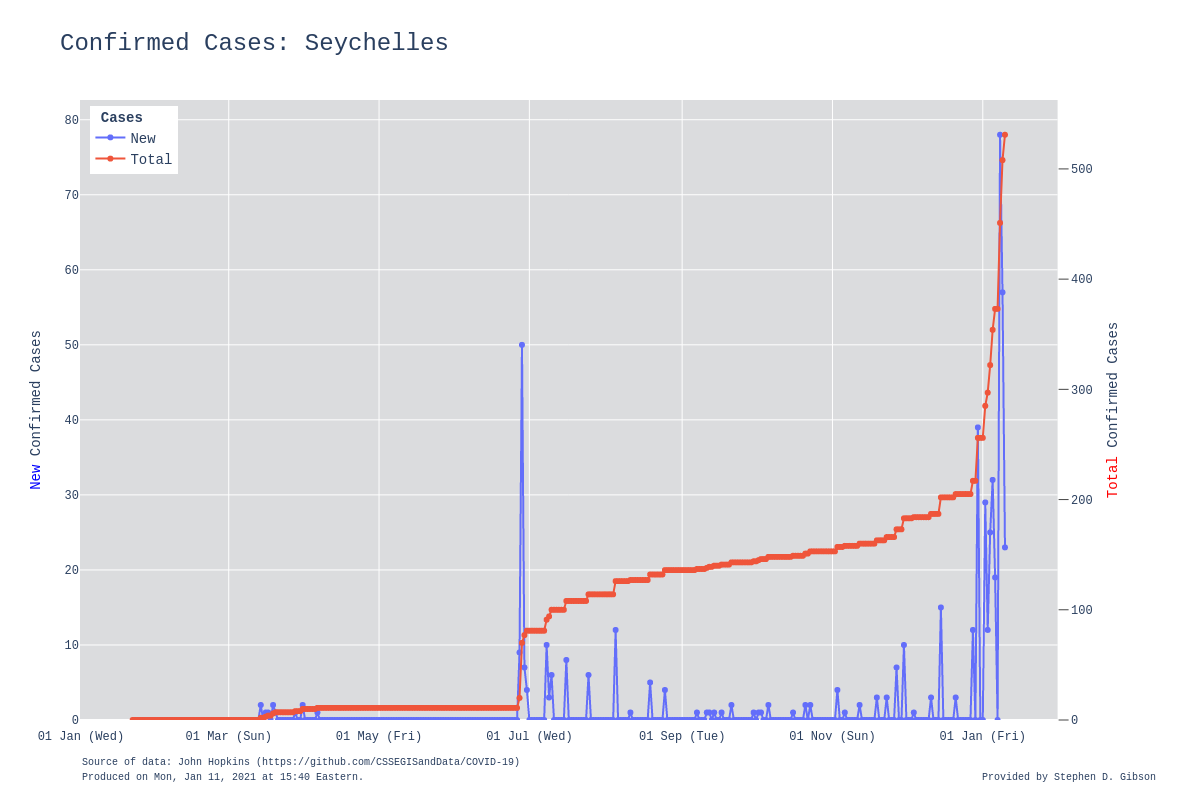 Confirmed Cases: Seychelles
Cases
New
Total
80
70
60
50
40
30
20
10
0
500
400
300
200
100
0
New Confirmed Cases
Total Confirmed Cases
01 Jan (Wed)
01 Mar (Sun)
01 May (Fri)
01 Jul (Wed)
01 Sep (Tue)
01 Nov (Sun)
01 Jan (Fri)
Source of data: John Hopkins (https://github.com/CSSEGISandData/COVID-19)
Produced on Mon, Jan 11, 2021 at 15:40 Eastern.
Provided by Stephen D. Gibson